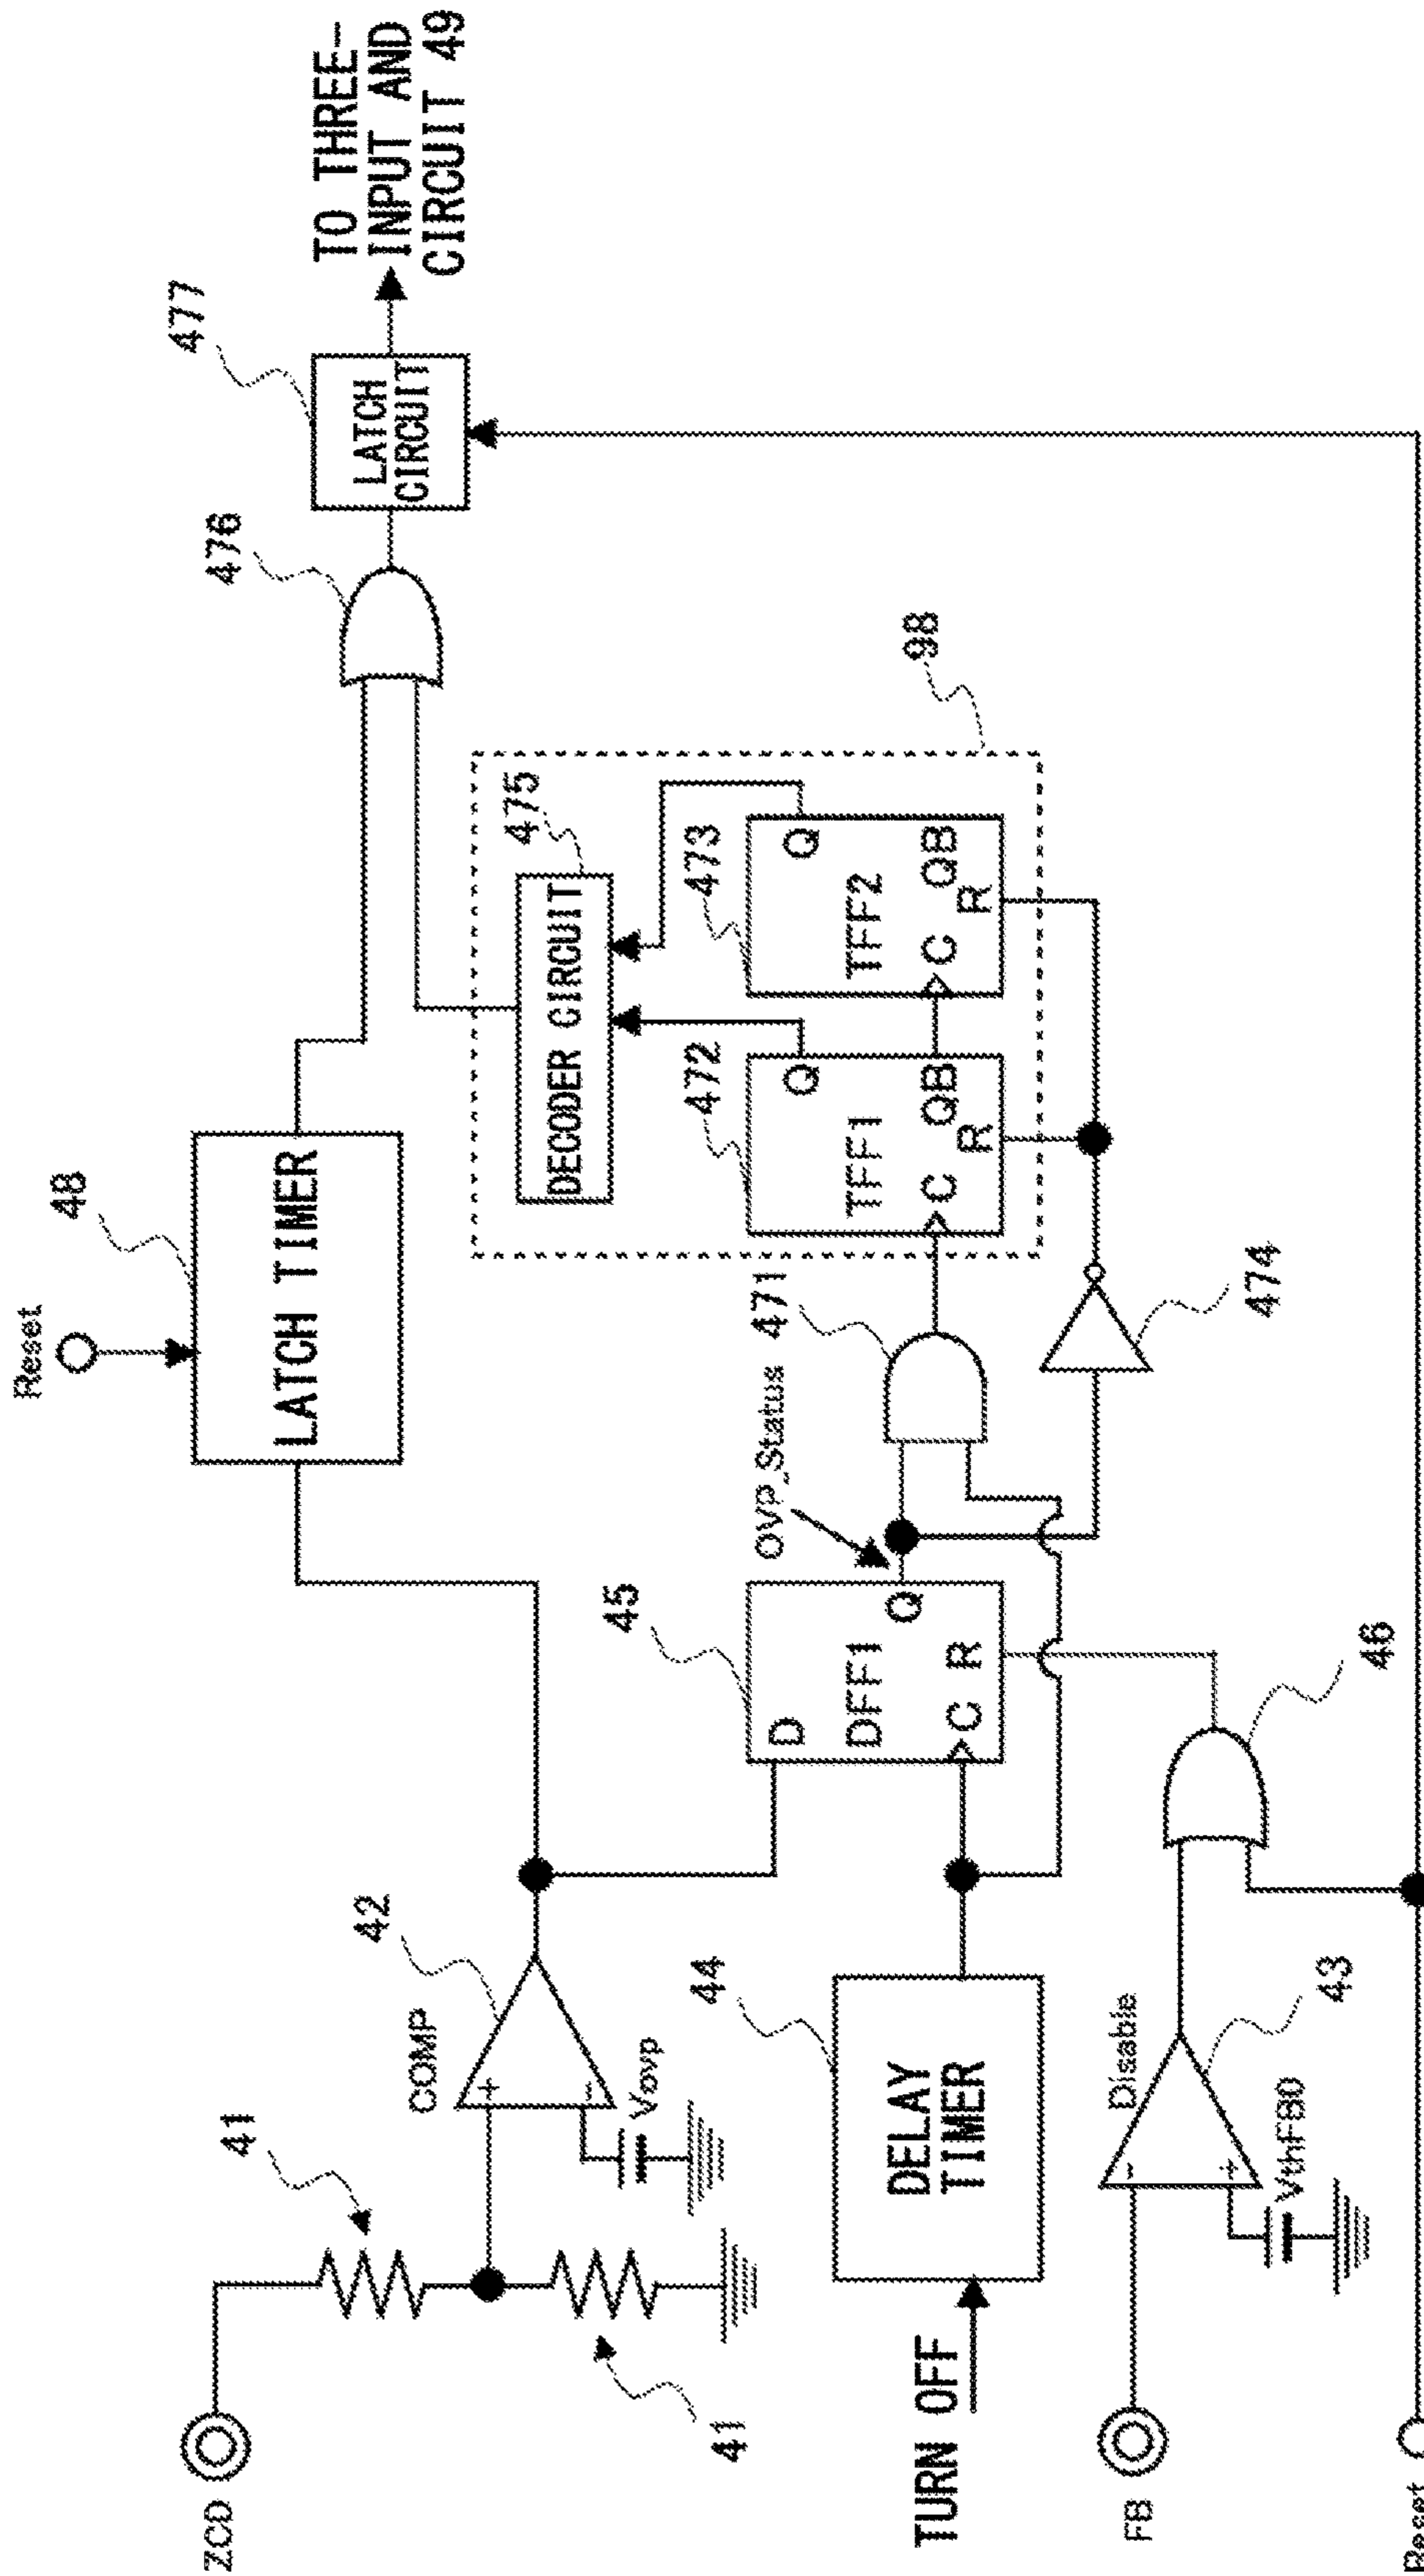 ZCD
41
41
COMP
42
+
-
Vovp
Reset
48
LATCH TIMER
476
477
LATCH
CIRCUIT
TO THREE-
INPUT AND
CIRCUIT 49
TURN OFF
DELAY
TIMER
44
45
D
DFF1
Q
C
R
OVP_Status
471
474
98
475
DECODER CIRCUIT
472
TFF1
Q
C
QB
R
473
TFF2
Q
C
QB
R
FB
Disable
-
+
VthFB0
43
46
Reset